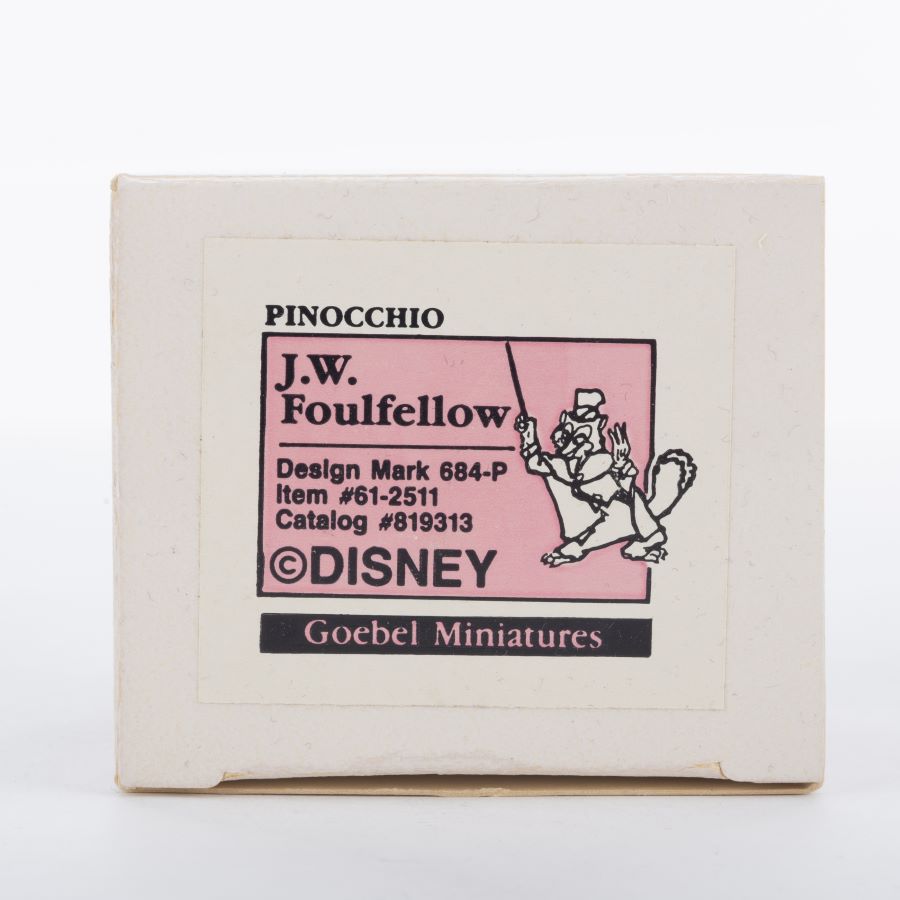 PINOCCHIO
J.W.
Foulfellow
Design Mark 684-P
Item #61-2511
Catalog #819313
©DISNEY
Goebel Miniatures